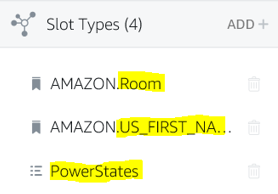 Slot Types (4) ADD +
AMAZON.Room
AMAZON.US_FIRST_NA...
PowerStates